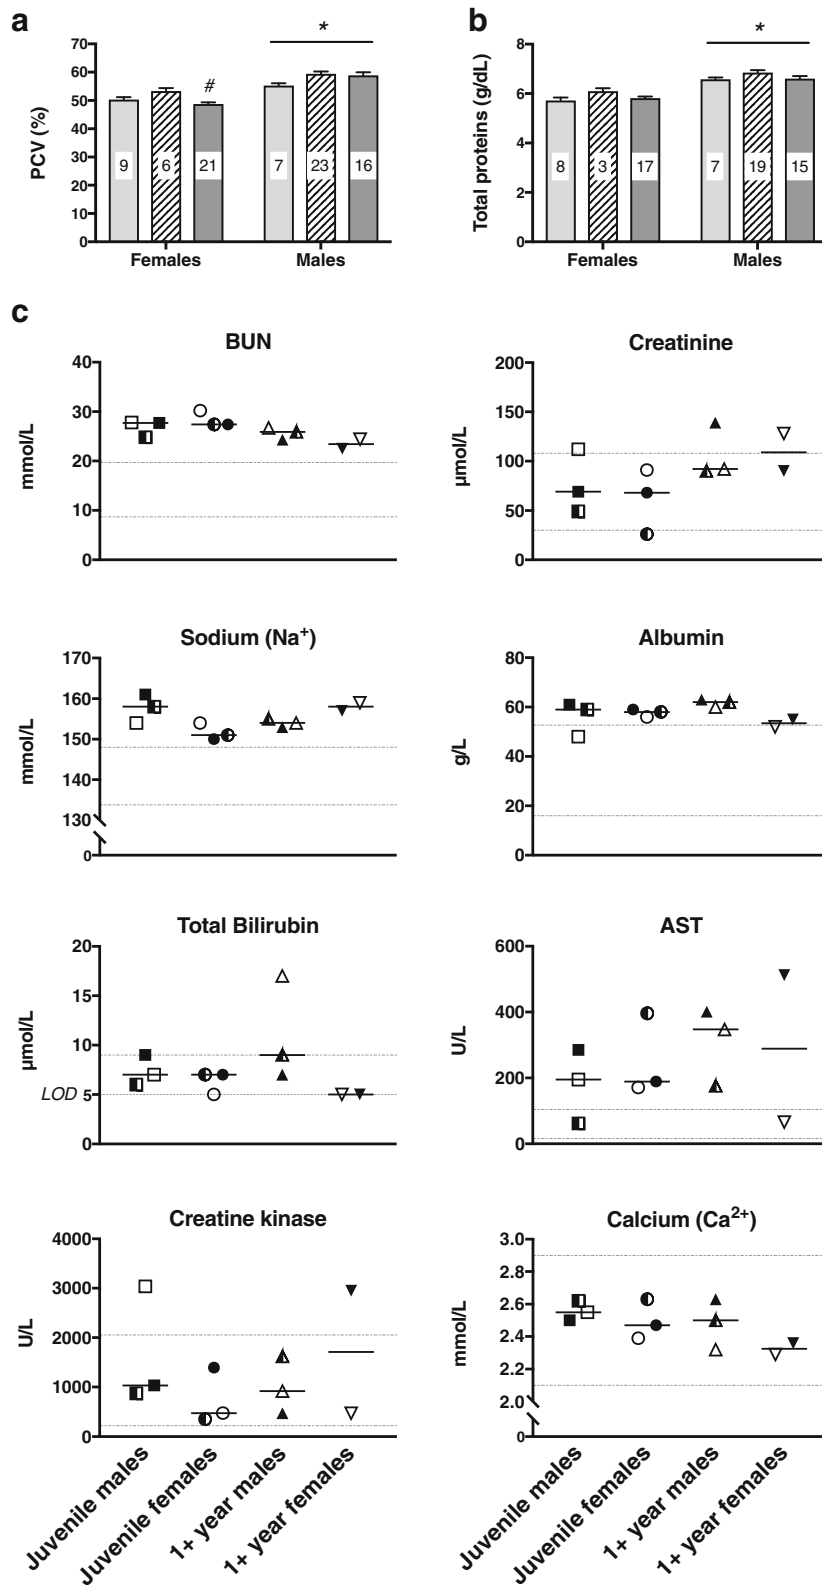 a
PCV (%)
70
60
50
40
30
20
10
0
#
*
9
6
21
7
23
16
Females
Males
b
Total proteins (g/dL)
8
6
4
2
0
*
8
3
17
7
19
15
Females
Males
c
BUN
mmol/L
40
30
20
10
0
Creatinine
µmol/L
200
150
100
50
0
Sodium (Na+)
mmol/L
170
160
150
140
130
0
Albumin
g/L
80
60
40
20
0
Total Bilirubin
µmol/L
20
15
10
5
0
LOD
AST
U/L
600
400
200
0
Creatine kinase
U/L
4000
3000
2000
1000
0
Juvenile males
Juvenile females
1+ year males
1+ year females
Calcium (Ca2+)
mmol/L
3.0
2.8
2.6
2.4
2.2
2.0
0
Juvenile males
Juvenile females
1+ year males
1+ year females